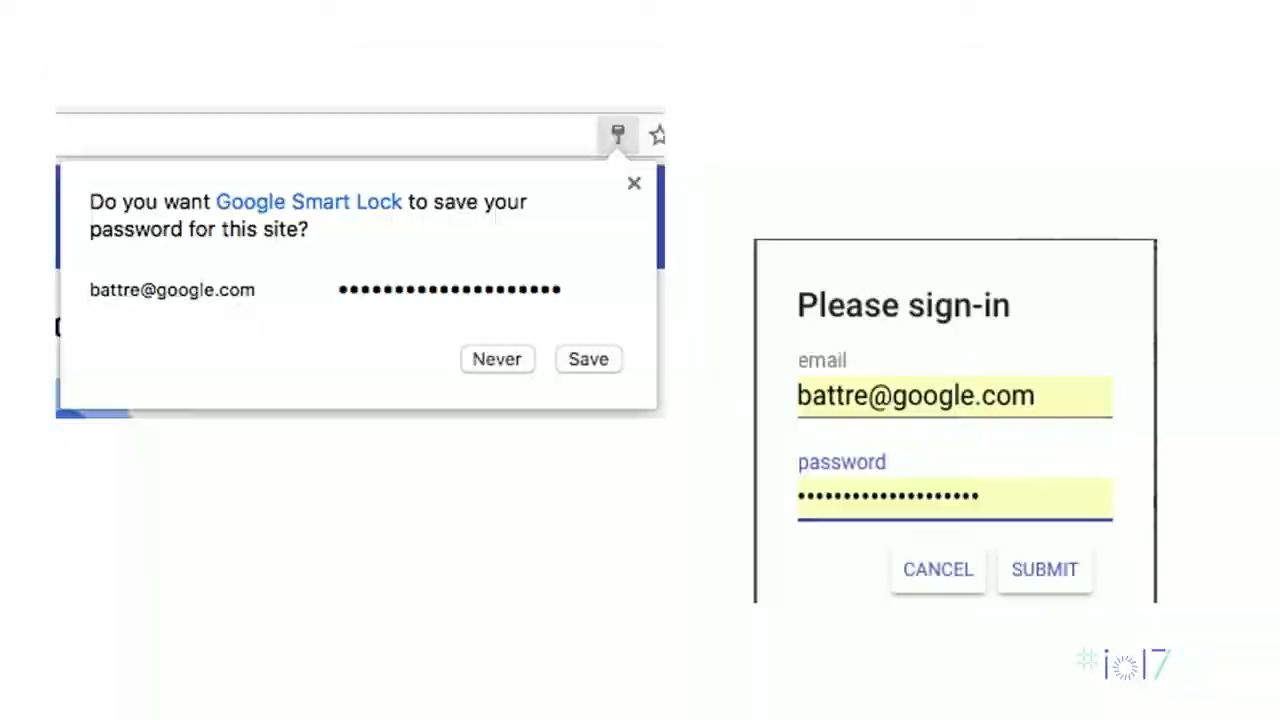 Do you want Google Smart Lock to save your
password for this site?
battre@google.com ••••••••••••••••••••
Never Save
Please sign-in
email
battre@google.com
password
••••••••••••••••••••
CANCEL SUBMIT
#io17